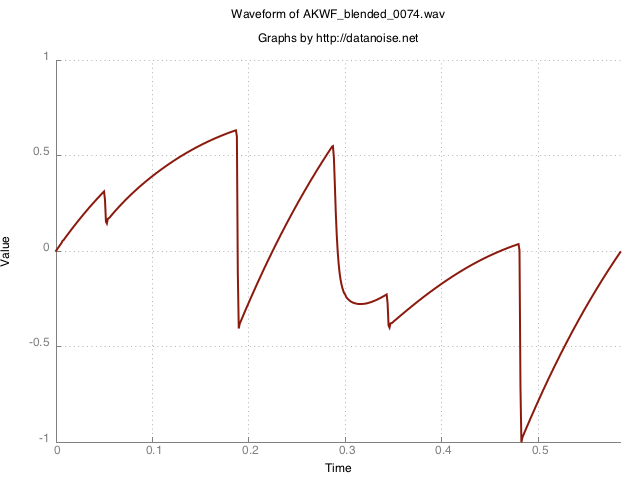 Waveform of AKWF_blended_0074.wav
Graphs by http://datanoise.net
1
0.5
0
-0.5
-1
Value
0 0.1 0.2 0.3 0.4 0.5
Time